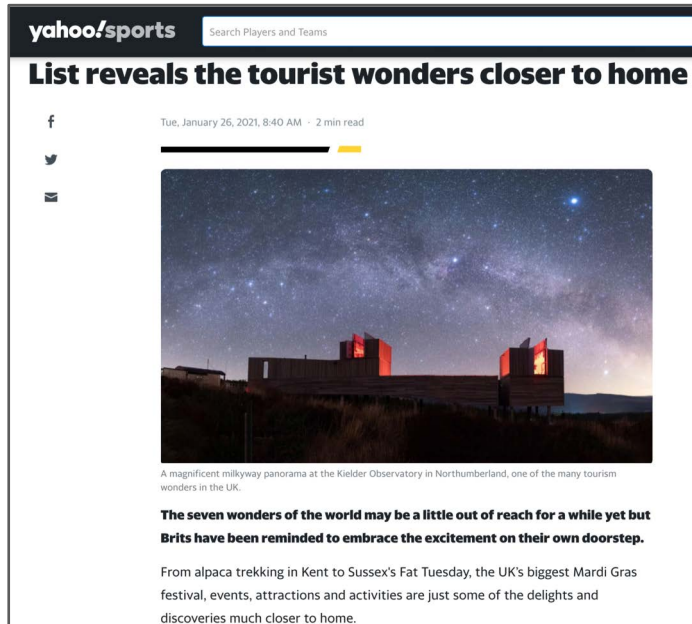 yahoo!sports
Search Players and Teams
List reveals the tourist wonders closer to home
Tue, January 26, 2021, 8:40 AM · 2 min read
A magnificent milkyway panorama at the Kielder Observatory in Northumberland, one of the many tourism
wonders in the UK.
The seven wonders of the world may be a little out of reach for a while yet but
Brits have been reminded to embrace the excitement on their own doorstep.
From alpaca trekking in Kent to Sussex's Fat Tuesday, the UK's biggest Mardi Gras
festival, events, attractions and activities are just some of the delights and
discoveries much closer to home.